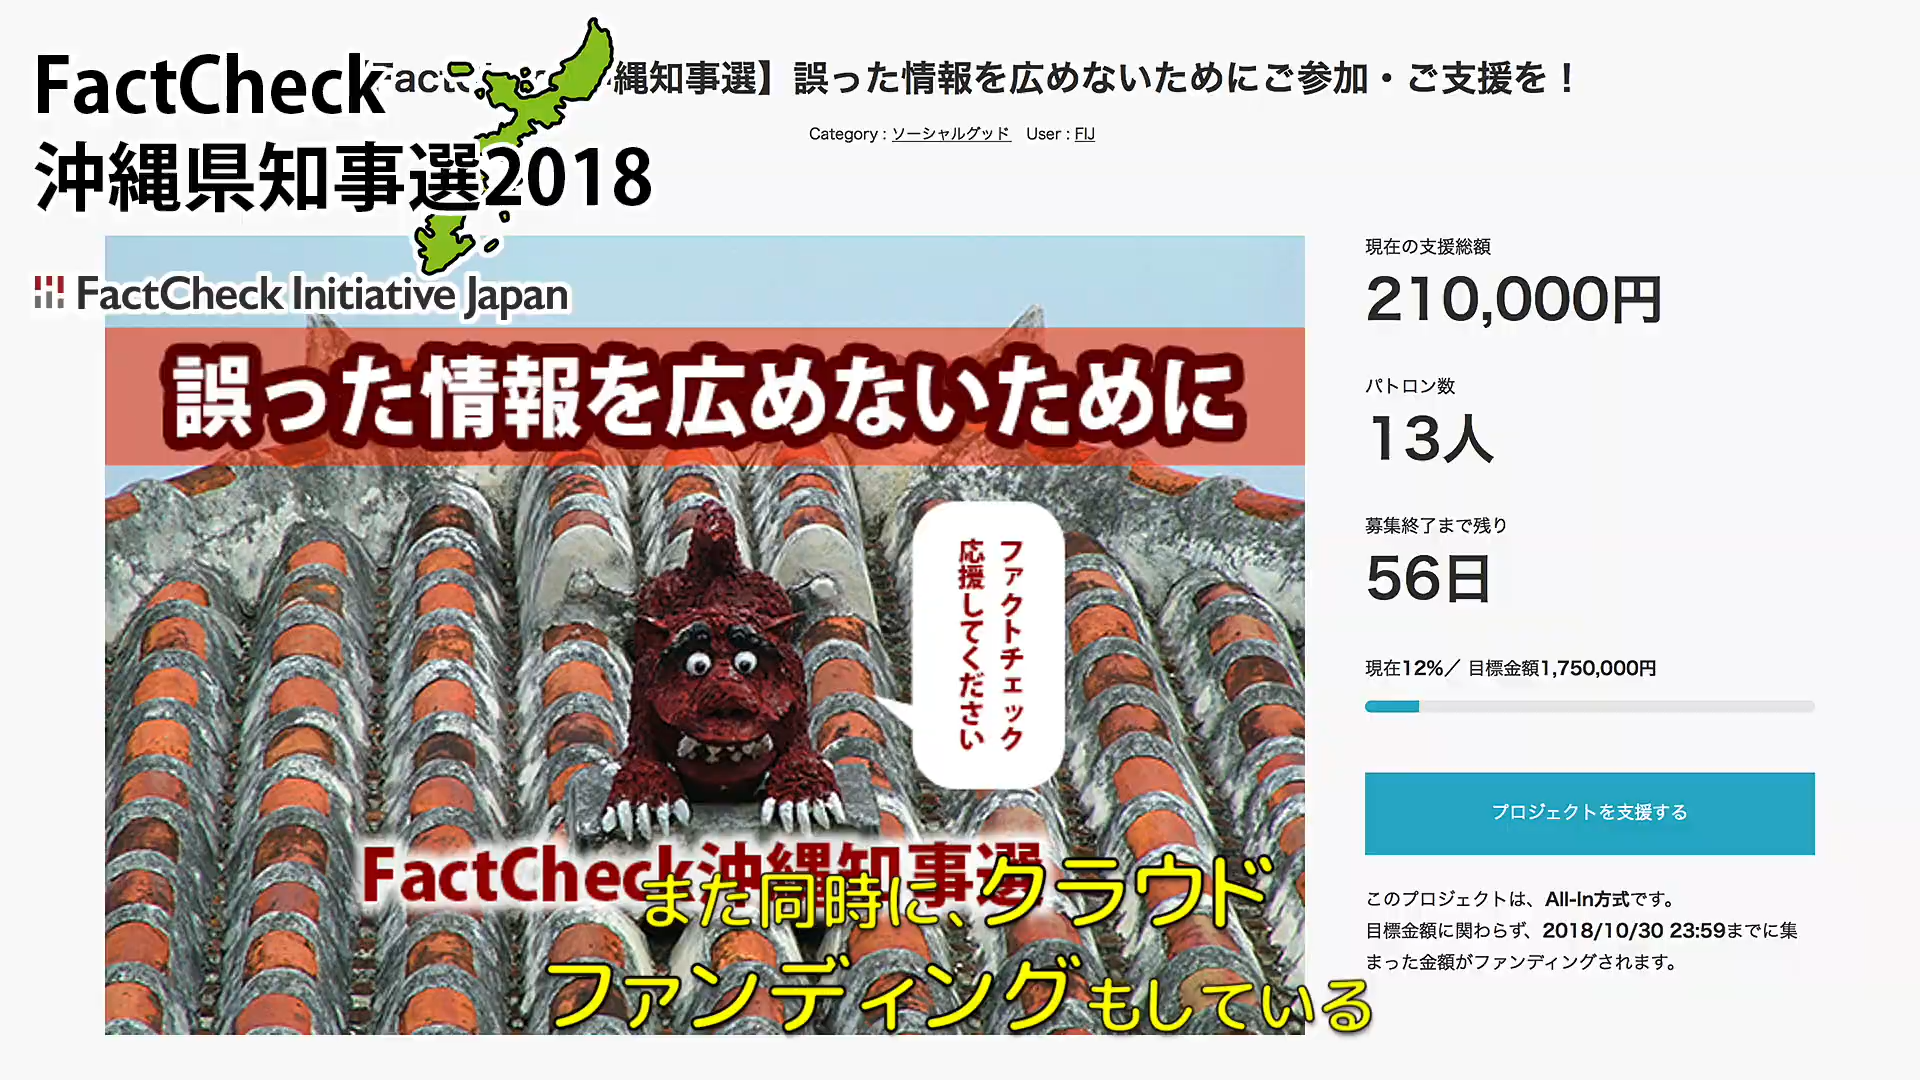 FactCheck
沖縄県知事選2018
FactCheck Initiative Japan
縄知事選】誤った情報を広めないためにご参加・ご支援を！
Category : ソーシャルグッド User : FIJ
誤った情報を広めないために
ファクトチェック
応援してください
FactCheck沖縄知事選
また同時に、クラウド
ファンディングもしている
現在の支援総額
210,000円
パトロン数
13人
募集終了まで残り
56日
現在12%／ 目標金額1,750,000円
プロジェクトを支援する
このプロジェクトは、All-In方式です。
目標金額に関わらず、2018/10/30 23:59までに集
まった金額がファンディングされます。